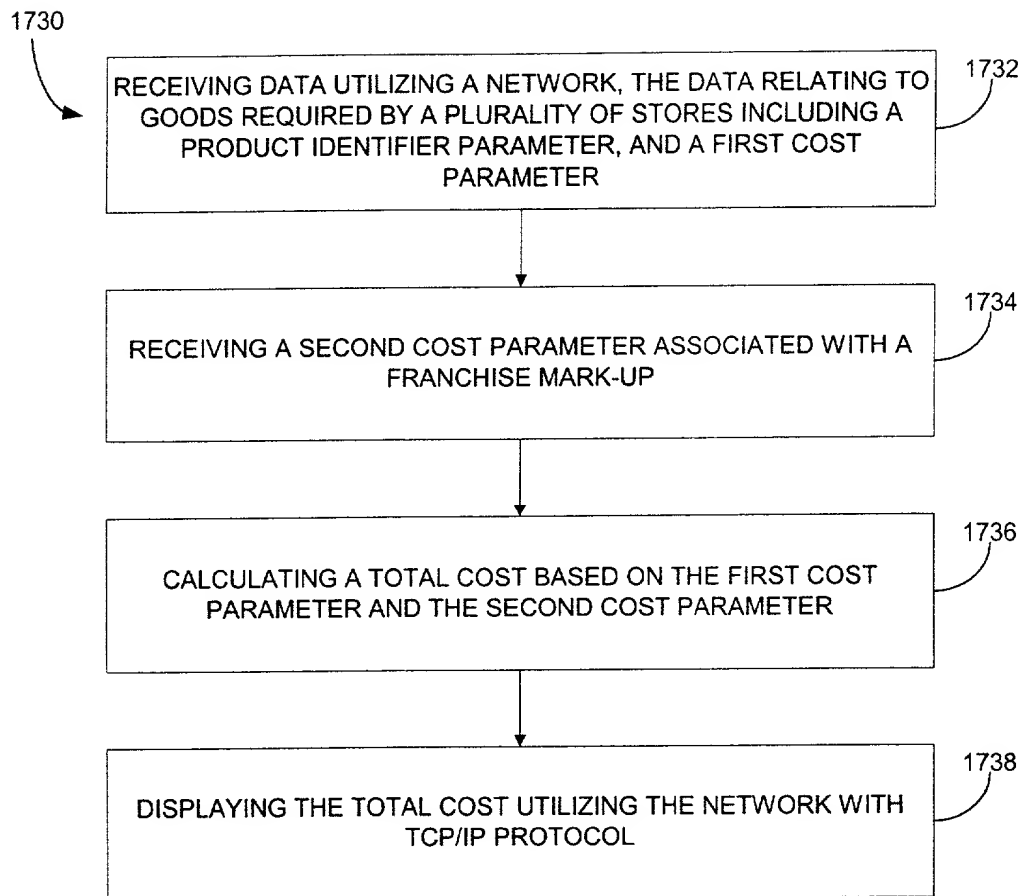 1730
RECEIVING DATA UTILIZING A NETWORK, THE DATA RELATING TO
GOODS REQUIRED BY A PLURALITY OF STORES INCLUDING A
PRODUCT IDENTIFIER PARAMETER, AND A FIRST COST
PARAMETER
1732
RECEIVING A SECOND COST PARAMETER ASSOCIATED WITH A
FRANCHISE MARK-UP
1734
CALCULATING A TOTAL COST BASED ON THE FIRST COST
PARAMETER AND THE SECOND COST PARAMETER
1736
DISPLAYING THE TOTAL COST UTILIZING THE NETWORK WITH
TCP/IP PROTOCOL
1738